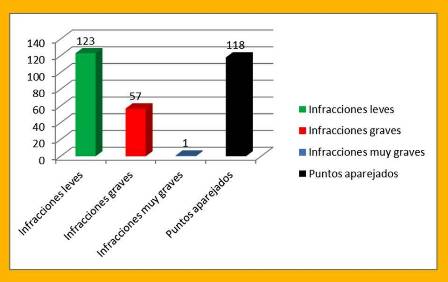 140
120
100
80
60
40
20
0
123
57
1
118
Infracciones leves
Infracciones graves
Infracciones muy graves
Puntos aparejados
Infracciones leves
Infracciones graves
Infracciones muy graves
Puntos aparejados